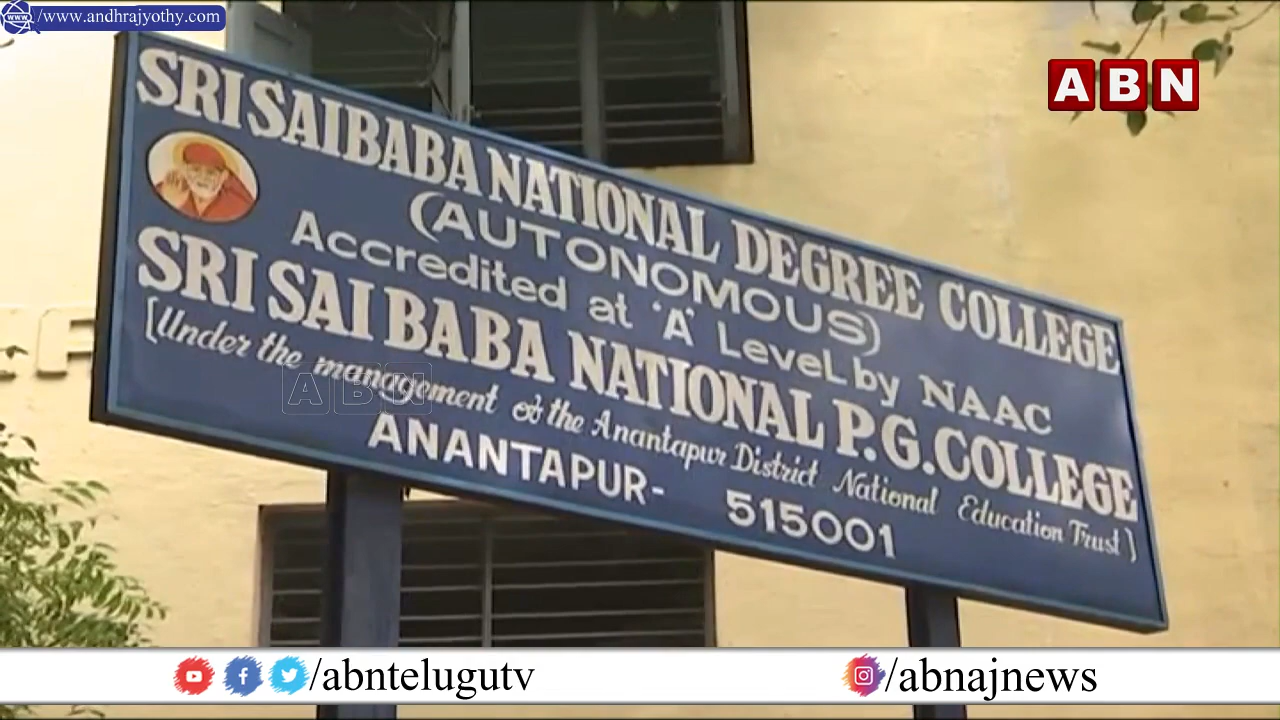 www.andhrajyothy.com
ABN
SRI SAIBABA NATIONAL DEGREE COLLEGE
(AUTONOMOUS)
Accredited at 'A' Level by NAAC
SRI SAI BABA NATIONAL P.G. COLLEGE
(Under the management of the Anantapur District National Education Trust)
ANANTAPUR- 515001
ABN
/abntelugutv
/abnajnews